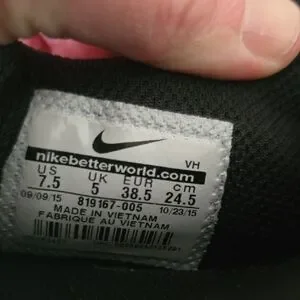 nikebetterworld.com
VH
US UK EUR cm
7.5 5 38.5 24.5
09/09/15 819167-005 10/23/15
MADE IN VIETNAM
FABRIQUE AU VIETNAM